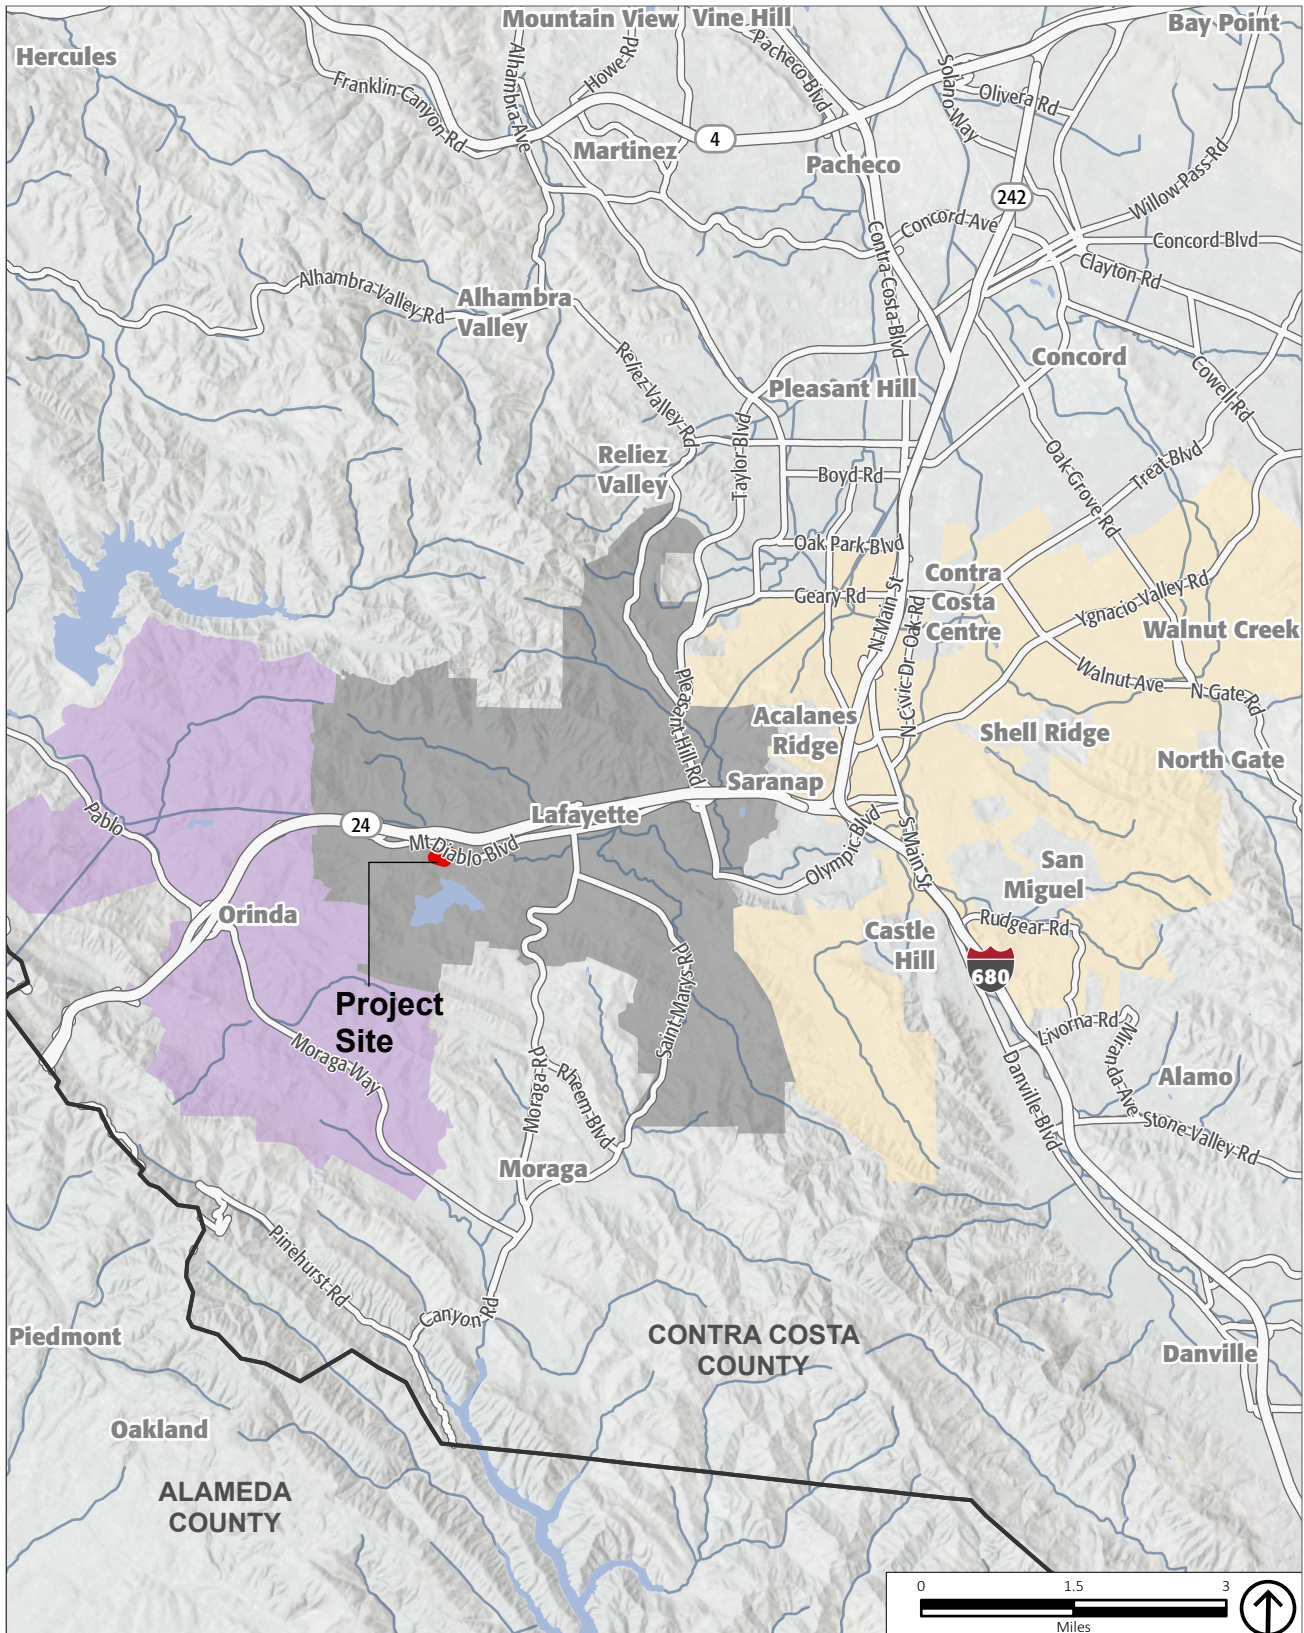 Mountain View
Vine Hill
Bay Point
Hercules
Howe Rd
Pacheco Blvd
Alhambra Ave
Solano Way
Olivera Rd
Franklin Canyon Rd
4
Martinez
Pacheco
242
Willow Pass Rd
Concord Ave
Concord Blvd
Contra Costa Blvd
Clayton Rd
Alhambra Valley Rd
Alhambra
Valley
Concord
Reliez Valley Rd
Pleasant Hill
Cowell Rd
Taylor Blvd
Reliez
Valley
Boyd Rd
Oak Grove Rd
Treat Blvd
Oak Park Blvd
Contra
Costa
Centre
Geary Rd
Ygnacio Valley Rd
N Main St
N Civic Dr
Oak Rd
Walnut Creek
Walnut Ave
N Gate Rd
Pleasant Hill Rd
Acalanes
Ridge
Shell Ridge
North Gate
Saranap
Pablo
24
Lafayette
Mt Diablo Blvd
Olympic Blvd
S Main St
San
Miguel
Orinda
Rudgear Rd
Castle
Hill
680
Project
Site
Saint Marys Rd
Livorna Rd
Miranda Ave
Moraga Way
Moraga Rd
Rheem Blvd
Danville Blvd
Alamo
Stone Valley Rd
Moraga
Pinehurst Rd
Canyon Rd
Piedmont
CONTRA COSTA
COUNTY
Danville
Oakland
ALAMEDA
COUNTY
0 1.5 3
Miles